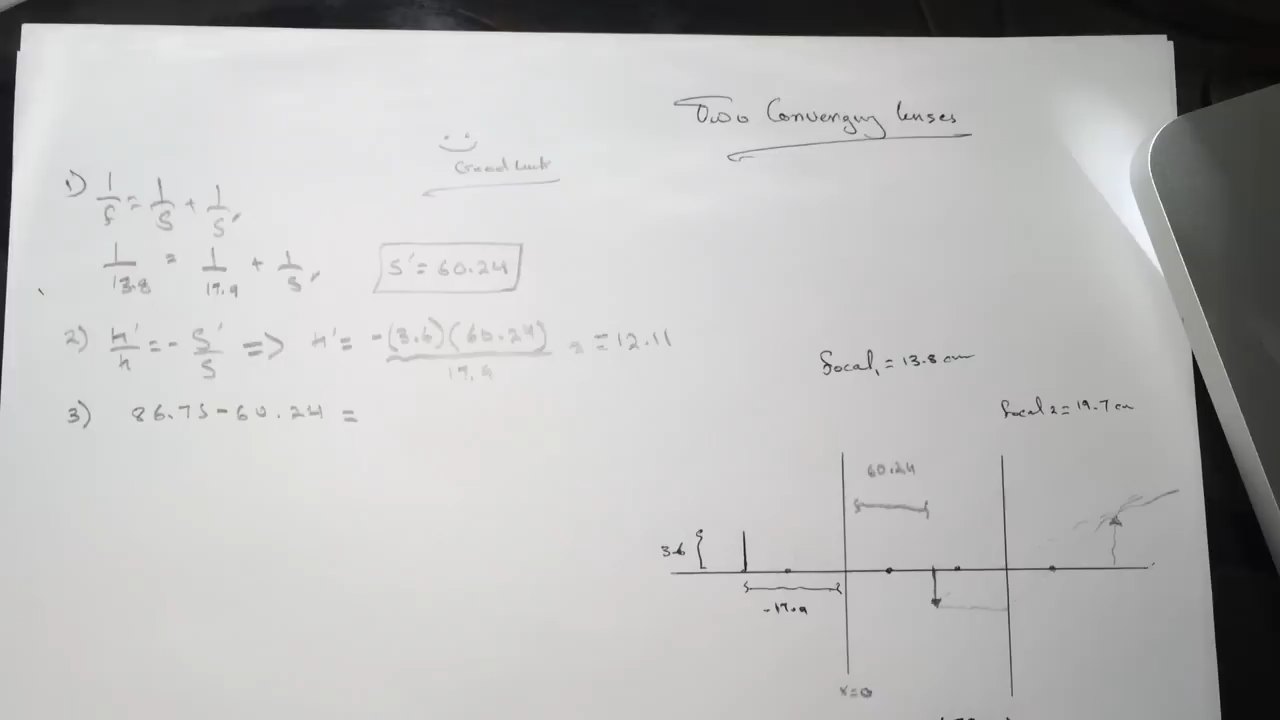 Two Converging lenses
Good Luck
1) 1/f = 1/S + 1/S'
1/13.8 = 1/17.9 + 1/S' S' = 60.24
2) h'/h = - S'/S => h' = -(3.6)(60.24)/17.9 = 12.11
3) 86.75 - 60.24 =
focal1 = 13.8 cm
focal2 = 19.7 cm
60.24
3.6
-17.9
x=0